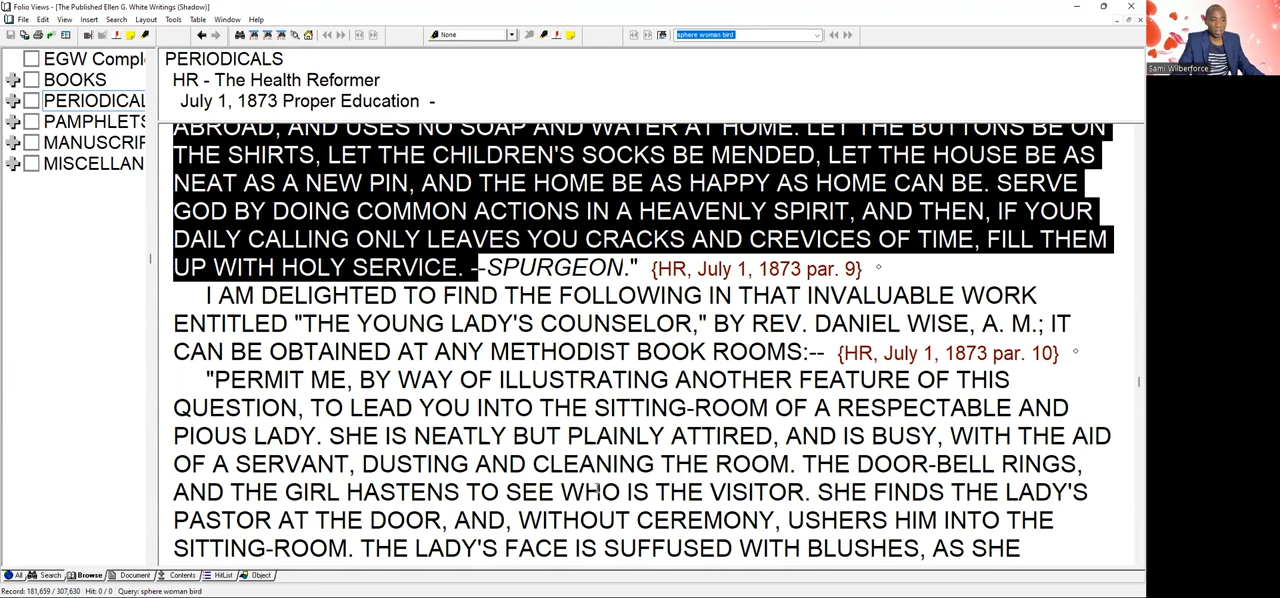 Folio Views - [The Published Ellen G. White Writings (Shadow)]
File Edit View Insert Search Layout Tools Table Window Help
None
sphere woman bird
Sami Wilberforce
EGW Compl
BOOKS
PERIODICAL
PAMPHLETS
MANUSCRIP
MISCELLAN
PERIODICALS
HR - The Health Reformer
July 1, 1873 Proper Education -
ABROAD, AND USES NO SOAP AND WATER AT HOME. LET THE BUTTONS BE ON
THE SHIRTS, LET THE CHILDREN'S SOCKS BE MENDED, LET THE HOUSE BE AS
NEAT AS A NEW PIN, AND THE HOME BE AS HAPPY AS HOME CAN BE. SERVE
GOD BY DOING COMMON ACTIONS IN A HEAVENLY SPIRIT, AND THEN, IF YOUR
DAILY CALLING ONLY LEAVES YOU CRACKS AND CREVICES OF TIME, FILL THEM
UP WITH HOLY SERVICE. --SPURGEON." {HR, July 1, 1873 par. 9}
I AM DELIGHTED TO FIND THE FOLLOWING IN THAT INVALUABLE WORK
ENTITLED "THE YOUNG LADY'S COUNSELOR," BY REV. DANIEL WISE, A. M.; IT
CAN BE OBTAINED AT ANY METHODIST BOOK ROOMS:-- {HR, July 1, 1873 par. 10}
"PERMIT ME, BY WAY OF ILLUSTRATING ANOTHER FEATURE OF THIS
QUESTION, TO LEAD YOU INTO THE SITTING-ROOM OF A RESPECTABLE AND
PIOUS LADY. SHE IS NEATLY BUT PLAINLY ATTIRED, AND IS BUSY, WITH THE AID
OF A SERVANT, DUSTING AND CLEANING THE ROOM. THE DOOR-BELL RINGS,
AND THE GIRL HASTENS TO SEE WHO IS THE VISITOR. SHE FINDS THE LADY'S
PASTOR AT THE DOOR, AND, WITHOUT CEREMONY, USHERS HIM INTO THE
SITTING-ROOM. THE LADY'S FACE IS SUFFUSED WITH BLUSHES, AS SHE
All Search Browse Document Contents HitList Object
Record: 181,659 / 307,630 Hit: 0 / 0 Query: sphere woman bird